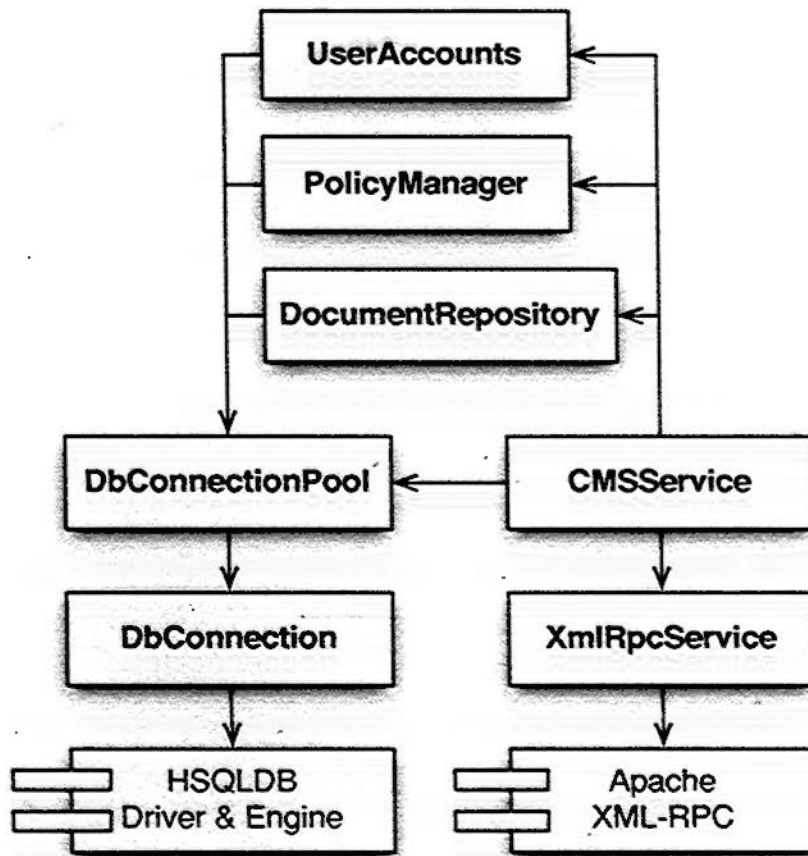 UserAccounts
PolicyManager
DocumentRepository
DbConnectionPool
CMSService
DbConnection
XmlRpcService
HSQLDB
Driver & Engine
Apache
XML-RPC